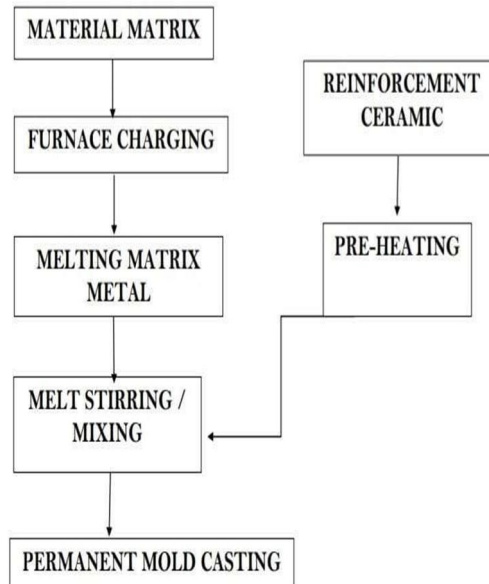 MATERIAL MATRIX
FURNACE CHARGING
MELTING MATRIX
METAL
MELT STIRRING /
MIXING
PERMANENT MOLD CASTING
REINFORCEMENT
CERAMIC
PRE-HEATING